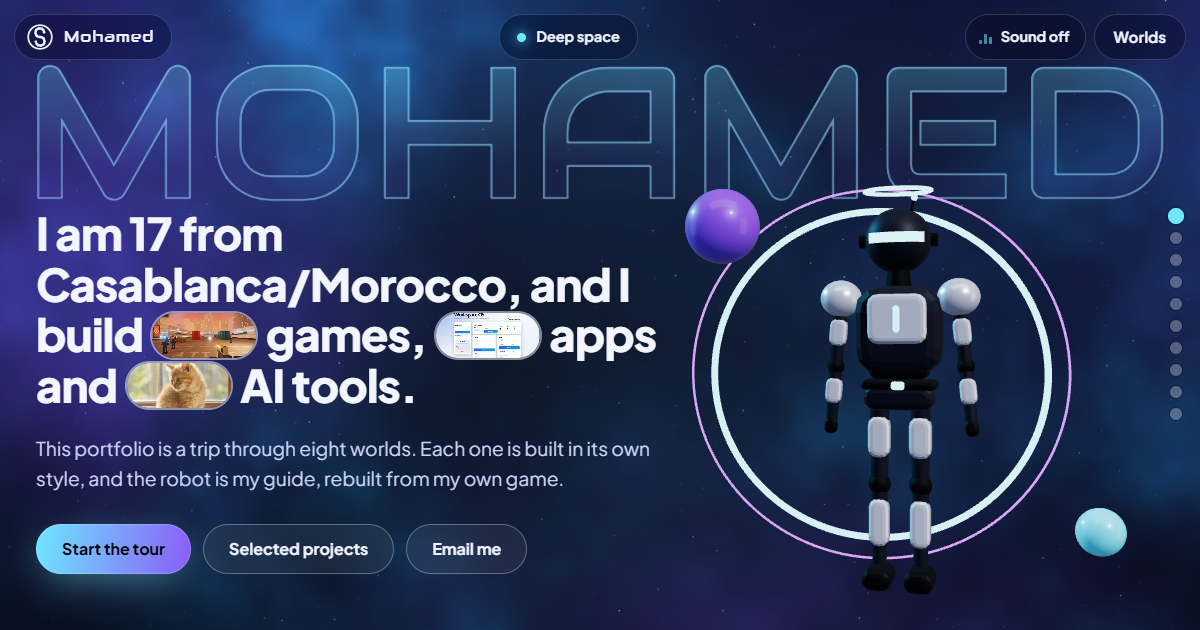 Mohamed
Deep space
Sound off
Worlds
MOHAMED
I am 17 from
Casablanca/Morocco, and I
build games, apps
and AI tools.
This portfolio is a trip through eight worlds. Each one is built in its own
style, and the robot is my guide, rebuilt from my own game.
Start the tour
Selected projects
Email me